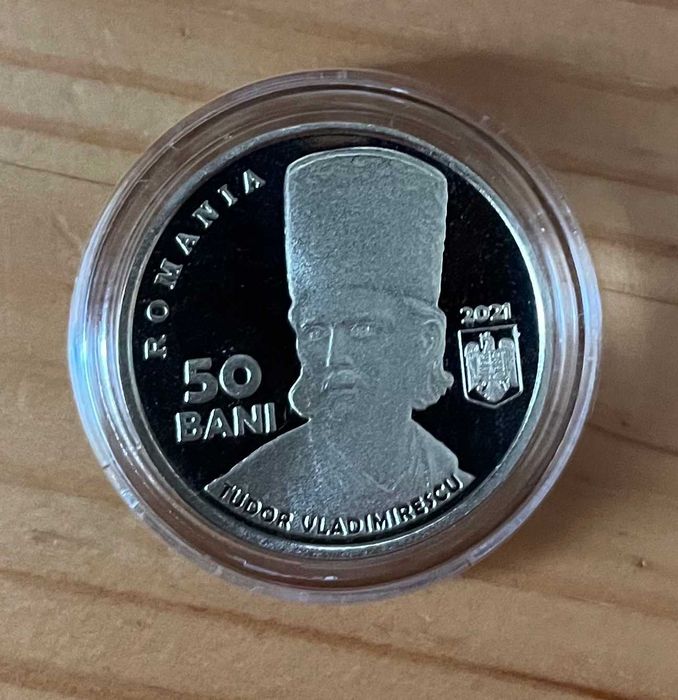 ROMANIA
50
BANI
2021
TUDOR VLADIMIRESCU